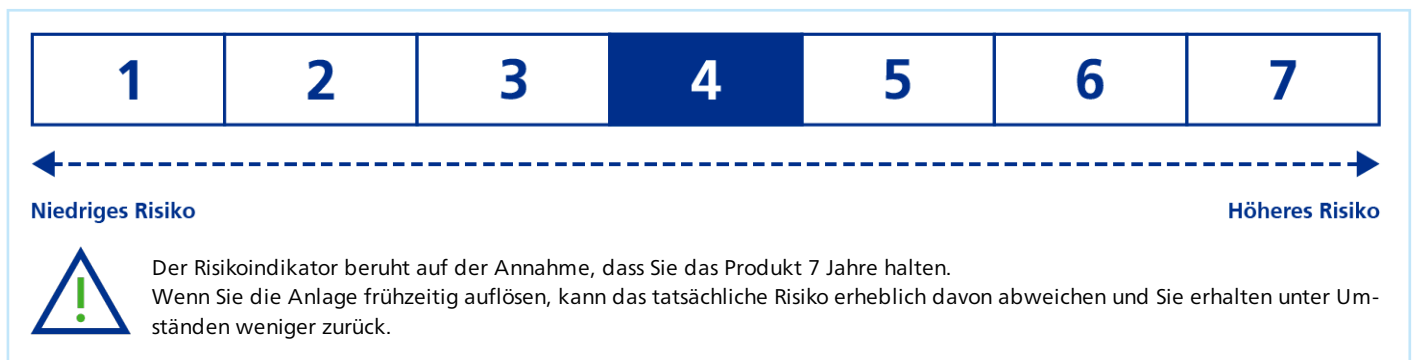 1 2 3 4 5 6 7
Niedriges Risiko Höheres Risiko
Der Risikoindikator beruht auf der Annahme, dass Sie das Produkt 7 Jahre halten.
Wenn Sie die Anlage frühzeitig auflösen, kann das tatsächliche Risiko erheblich davon abweichen und Sie erhalten unter Um-
ständen weniger zurück.